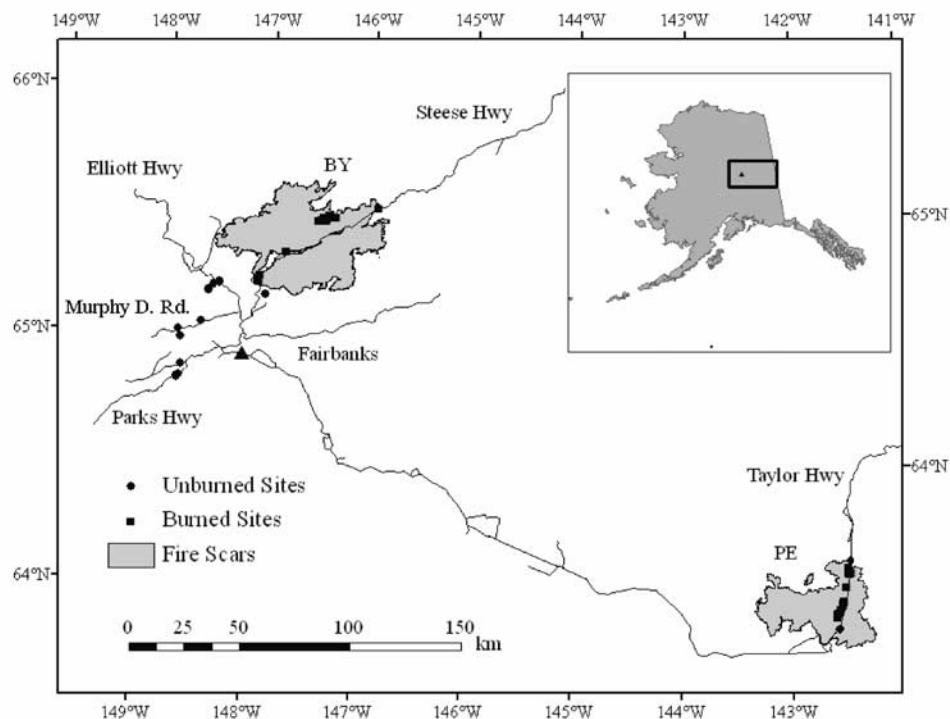 149°W 148°W 147°W 146°W 144°W 143°W 142°W 141°W
66°N
Steese Hwy
Elliott Hwy
BY
65°N
Murphy D. Rd.
65°N
Fairbanks
Parks Hwy
64°N
Taylor Hwy
Unburned Sites
Burned Sites
Fire Scars
PE
64°N
64°N
0 25 50 100 150
km
149°W 148°W 147°W 146°W 145°W 144°W 143°W 142°W